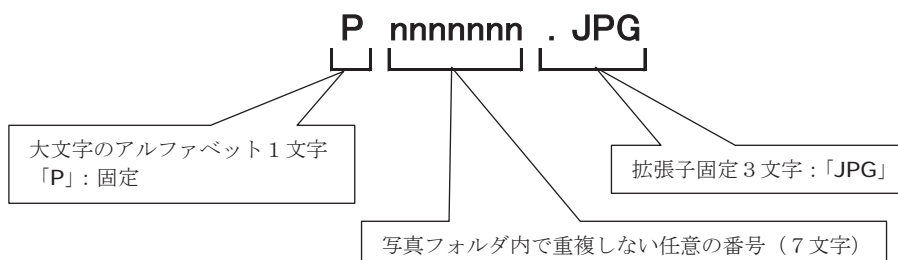 P nnnnnnn . JPG
大文字のアルファベット1文字
「P」：固定
拡張子固定3文字：「JPG」
写真フォルダ内で重複しない任意の番号（7文字）